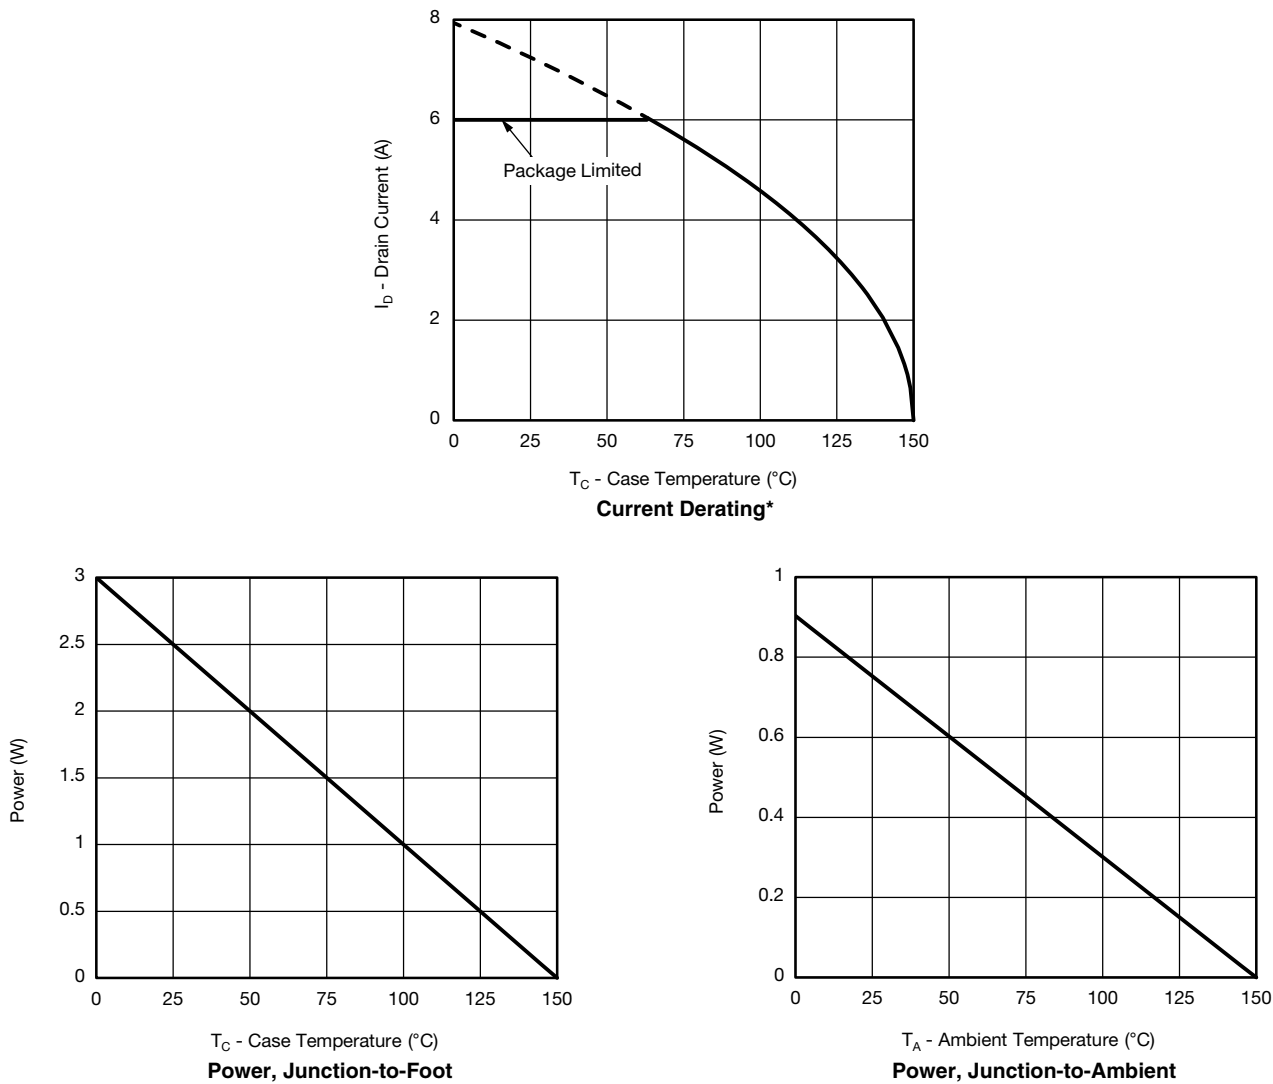 8
6
4
2
0
I_D - Drain Current (A)
Package Limited
0 25 50 75 100 125 150
T_C - Case Temperature (°C)
Current Derating*
3
2.5
2
1.5
1
0.5
0
Power (W)
0 25 50 75 100 125 150
T_C - Case Temperature (°C)
Power, Junction-to-Foot
1
0.8
0.6
0.4
0.2
0
Power (W)
0 25 50 75 100 125 150
T_A - Ambient Temperature (°C)
Power, Junction-to-Ambient